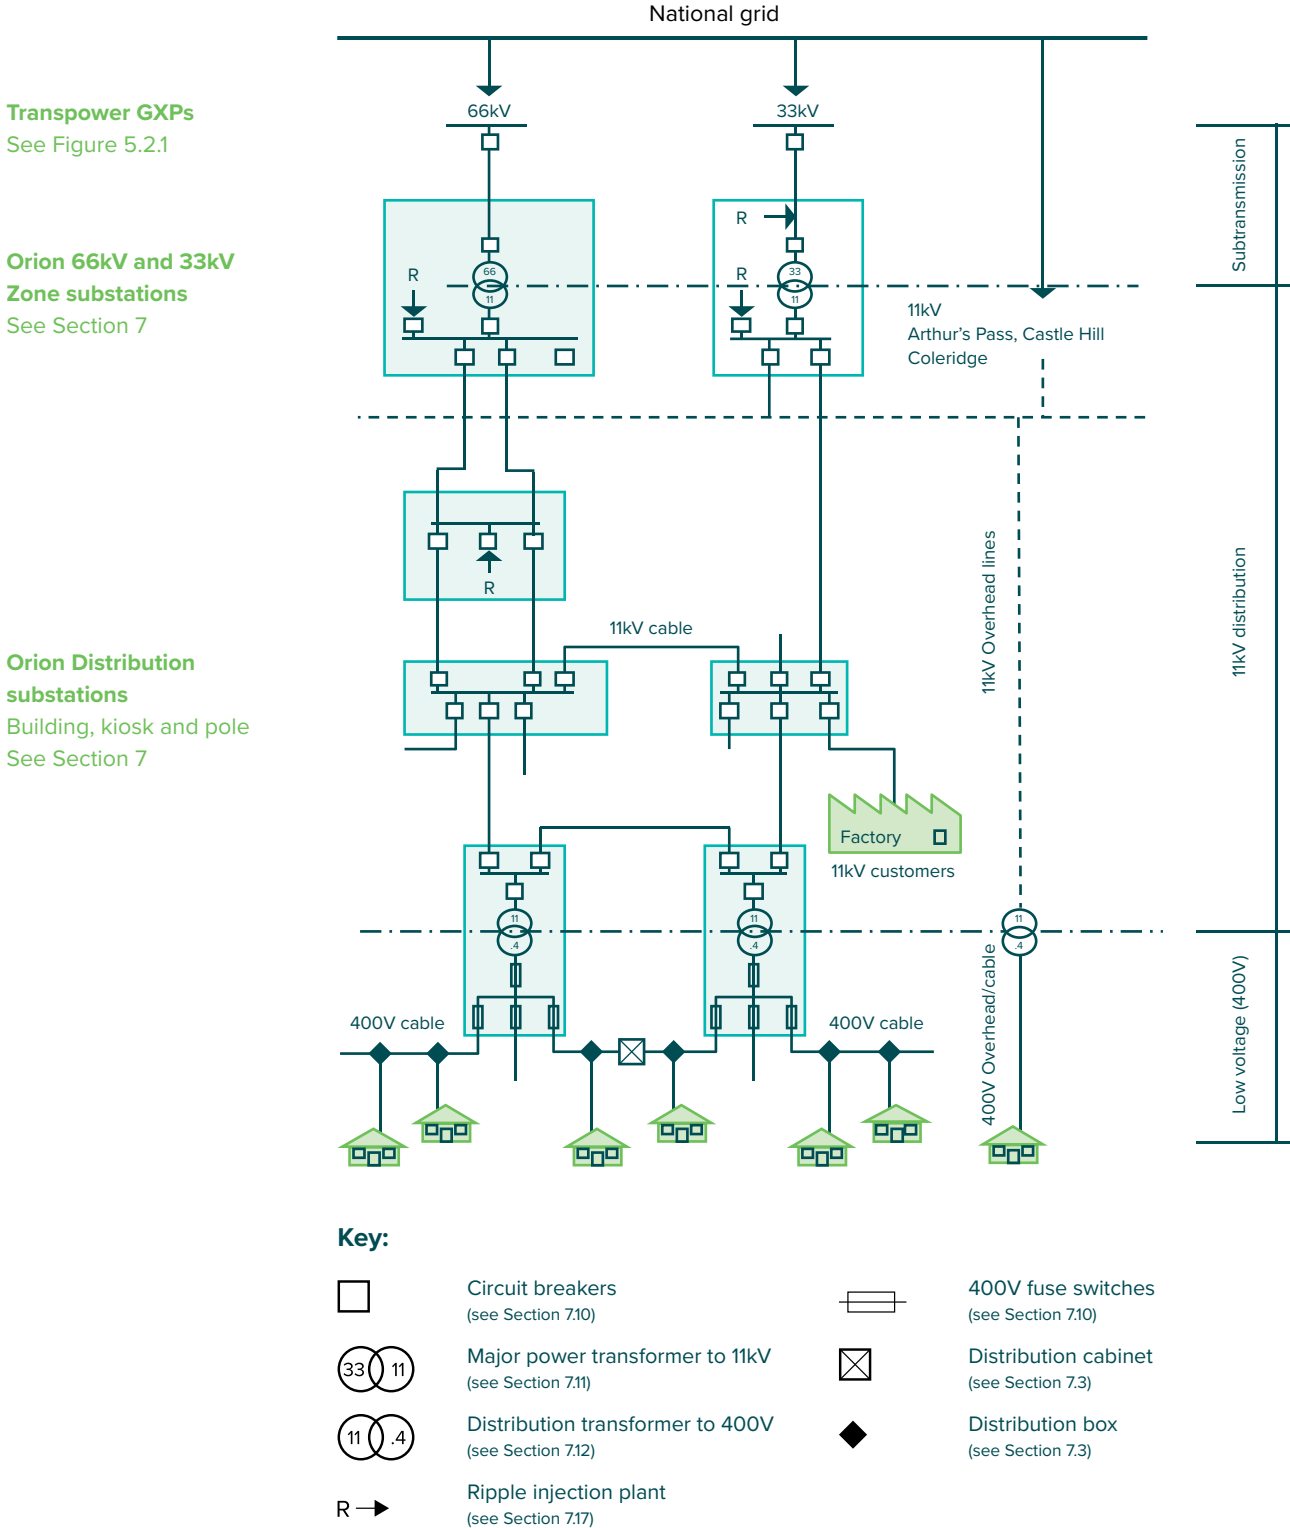 National grid
Transpower GXPs
See Figure 5.2.1
66kV
33kV
Subtransmission
Orion 66kV and 33kV
Zone substations
See Section 7
R
66
11
R
R
33
11
11kV
Arthur's Pass, Castle Hill
Coleridge
R
11kV Overhead lines
11kV distribution
11kV cable
Orion Distribution
substations
Building, kiosk and pole
See Section 7
Factory
11kV customers
11
.4
11
.4
11
.4
400V cable
400V cable
400V Overhead/cable
Low voltage (400V)
Key:
Circuit breakers
(see Section 7.10)
33 11
Major power transformer to 11kV
(see Section 7.11)
11 .4
Distribution transformer to 400V
(see Section 7.12)
R
Ripple injection plant
(see Section 7.17)
400V fuse switches
(see Section 7.10)
Distribution cabinet
(see Section 7.3)
Distribution box
(see Section 7.3)